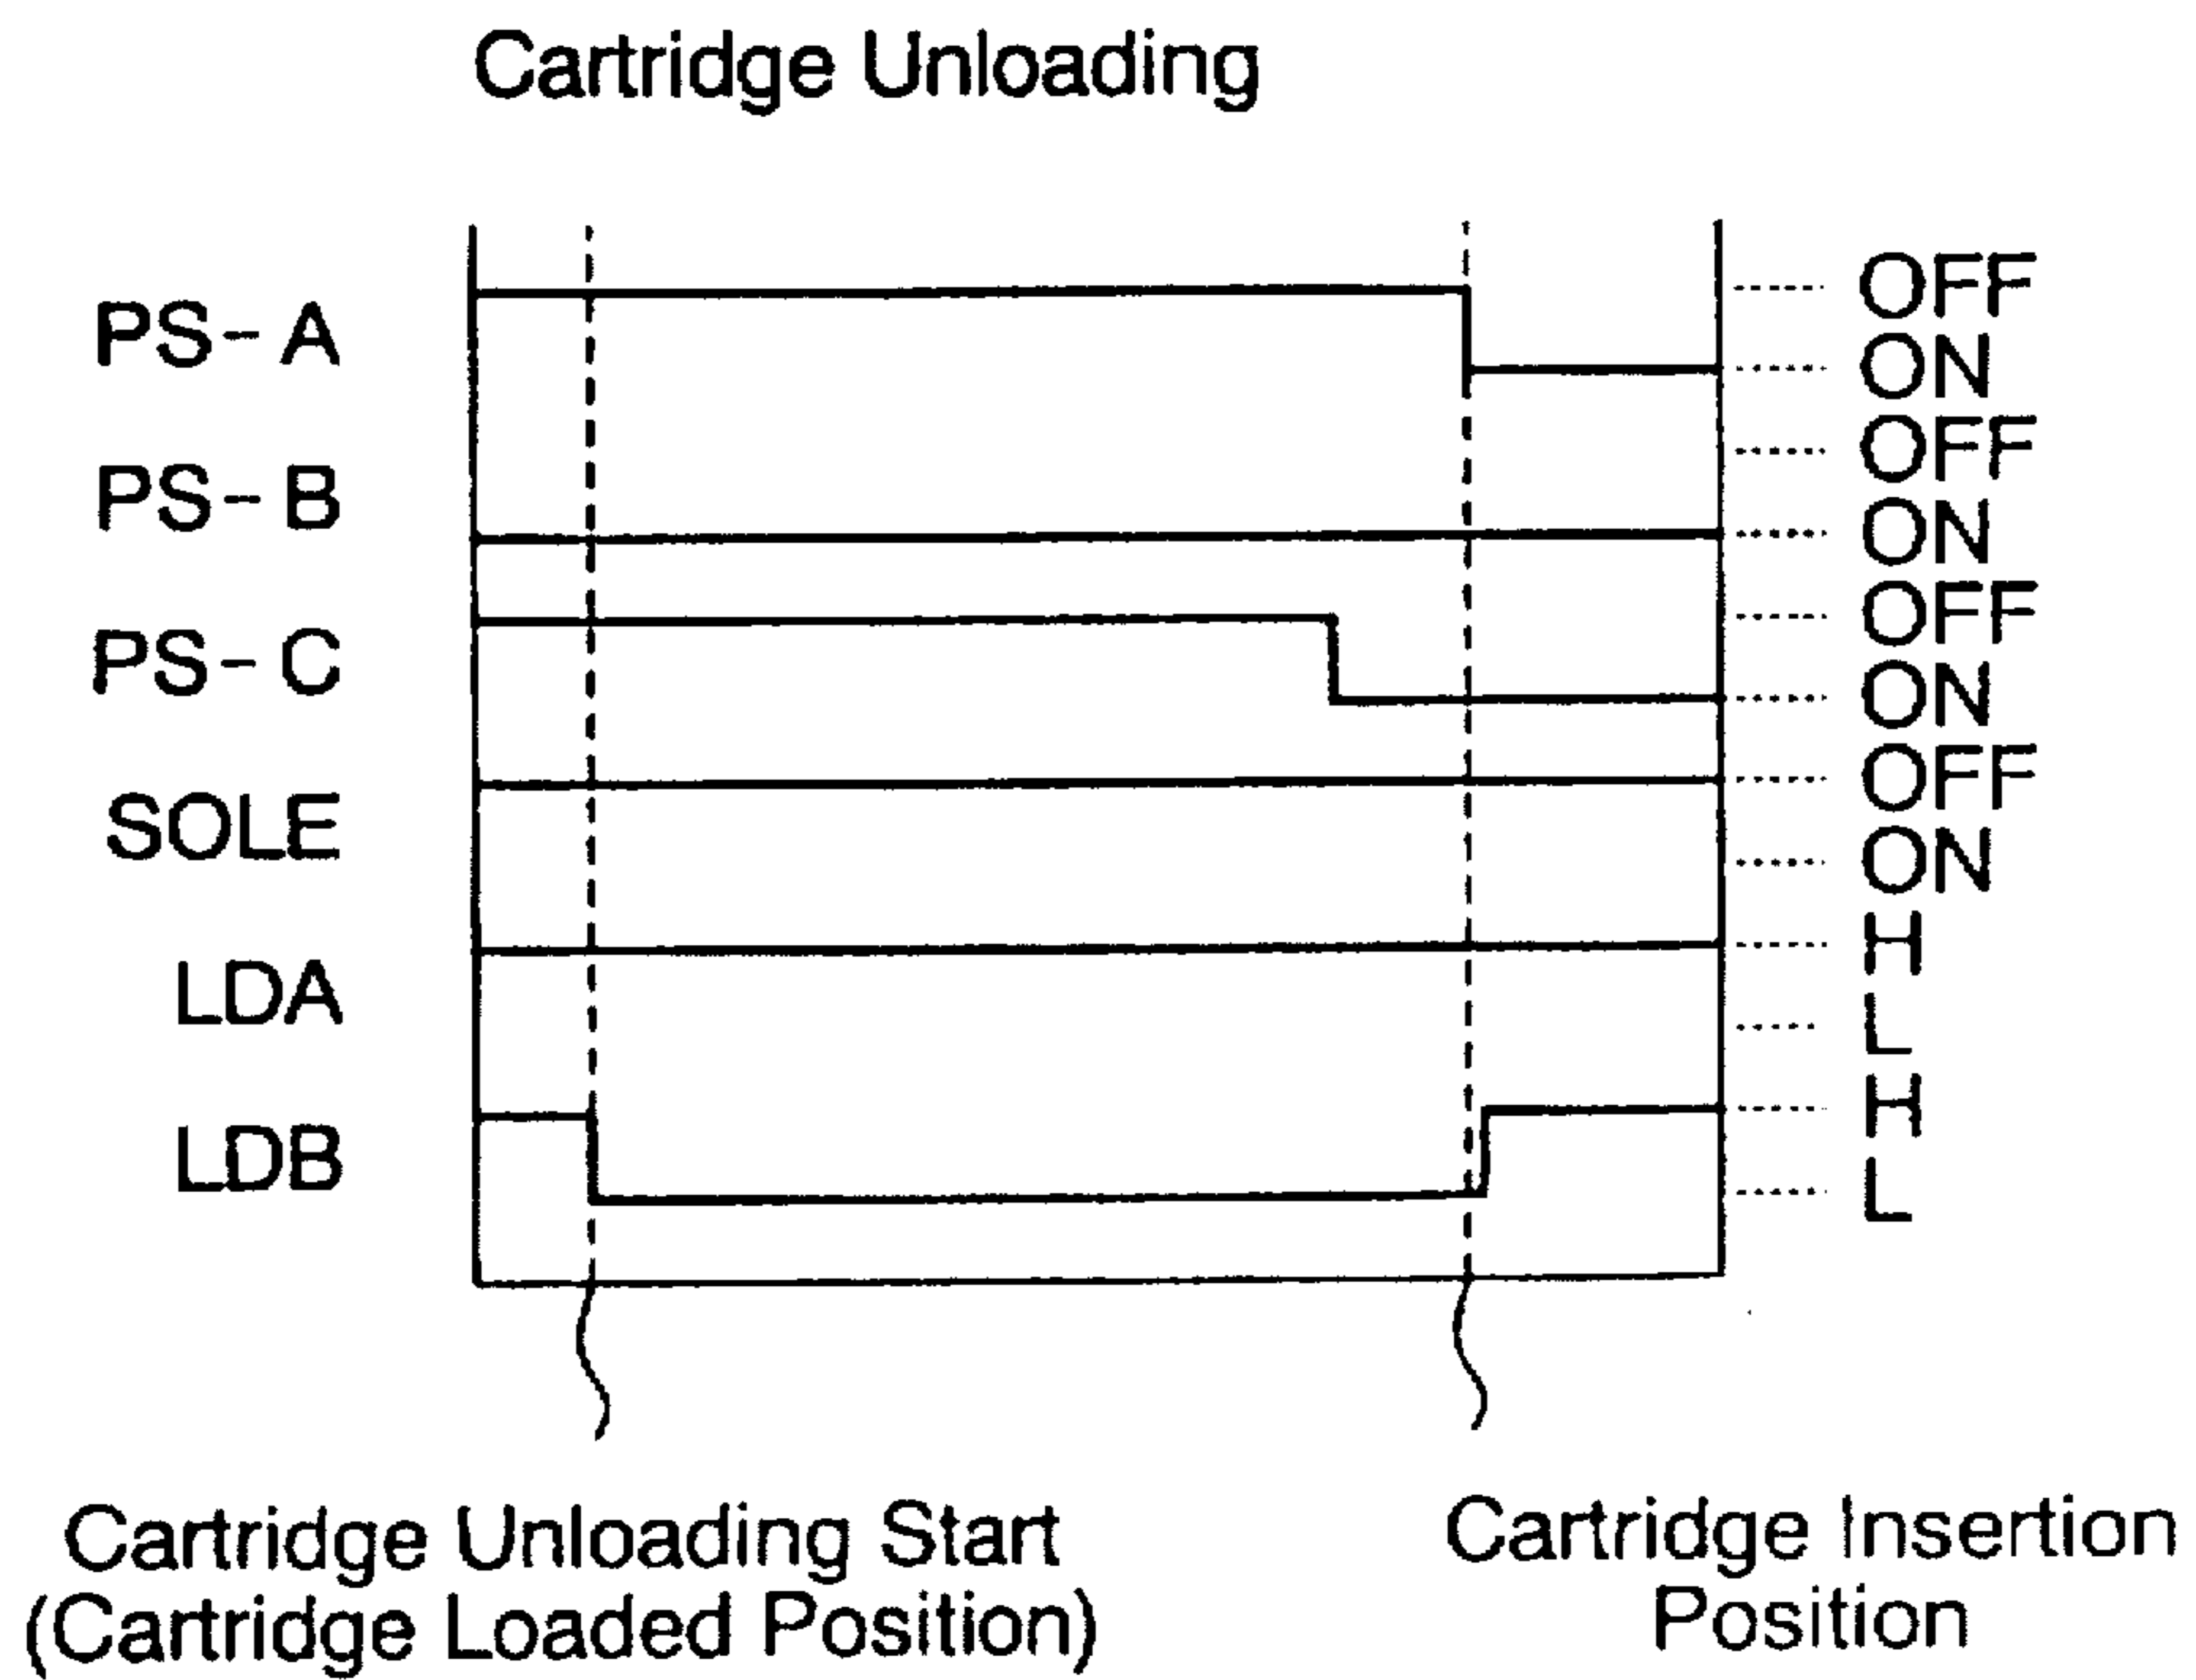 Cartridge Unloading
PS-A
OFF
ON
PS-B
OFF
ON
PS-C
OFF
ON
SOLE
OFF
ON
LDA
H
L
LDB
H
L
Cartridge Unloading Start
(Cartridge Loaded Position)
Cartridge Insertion
Position